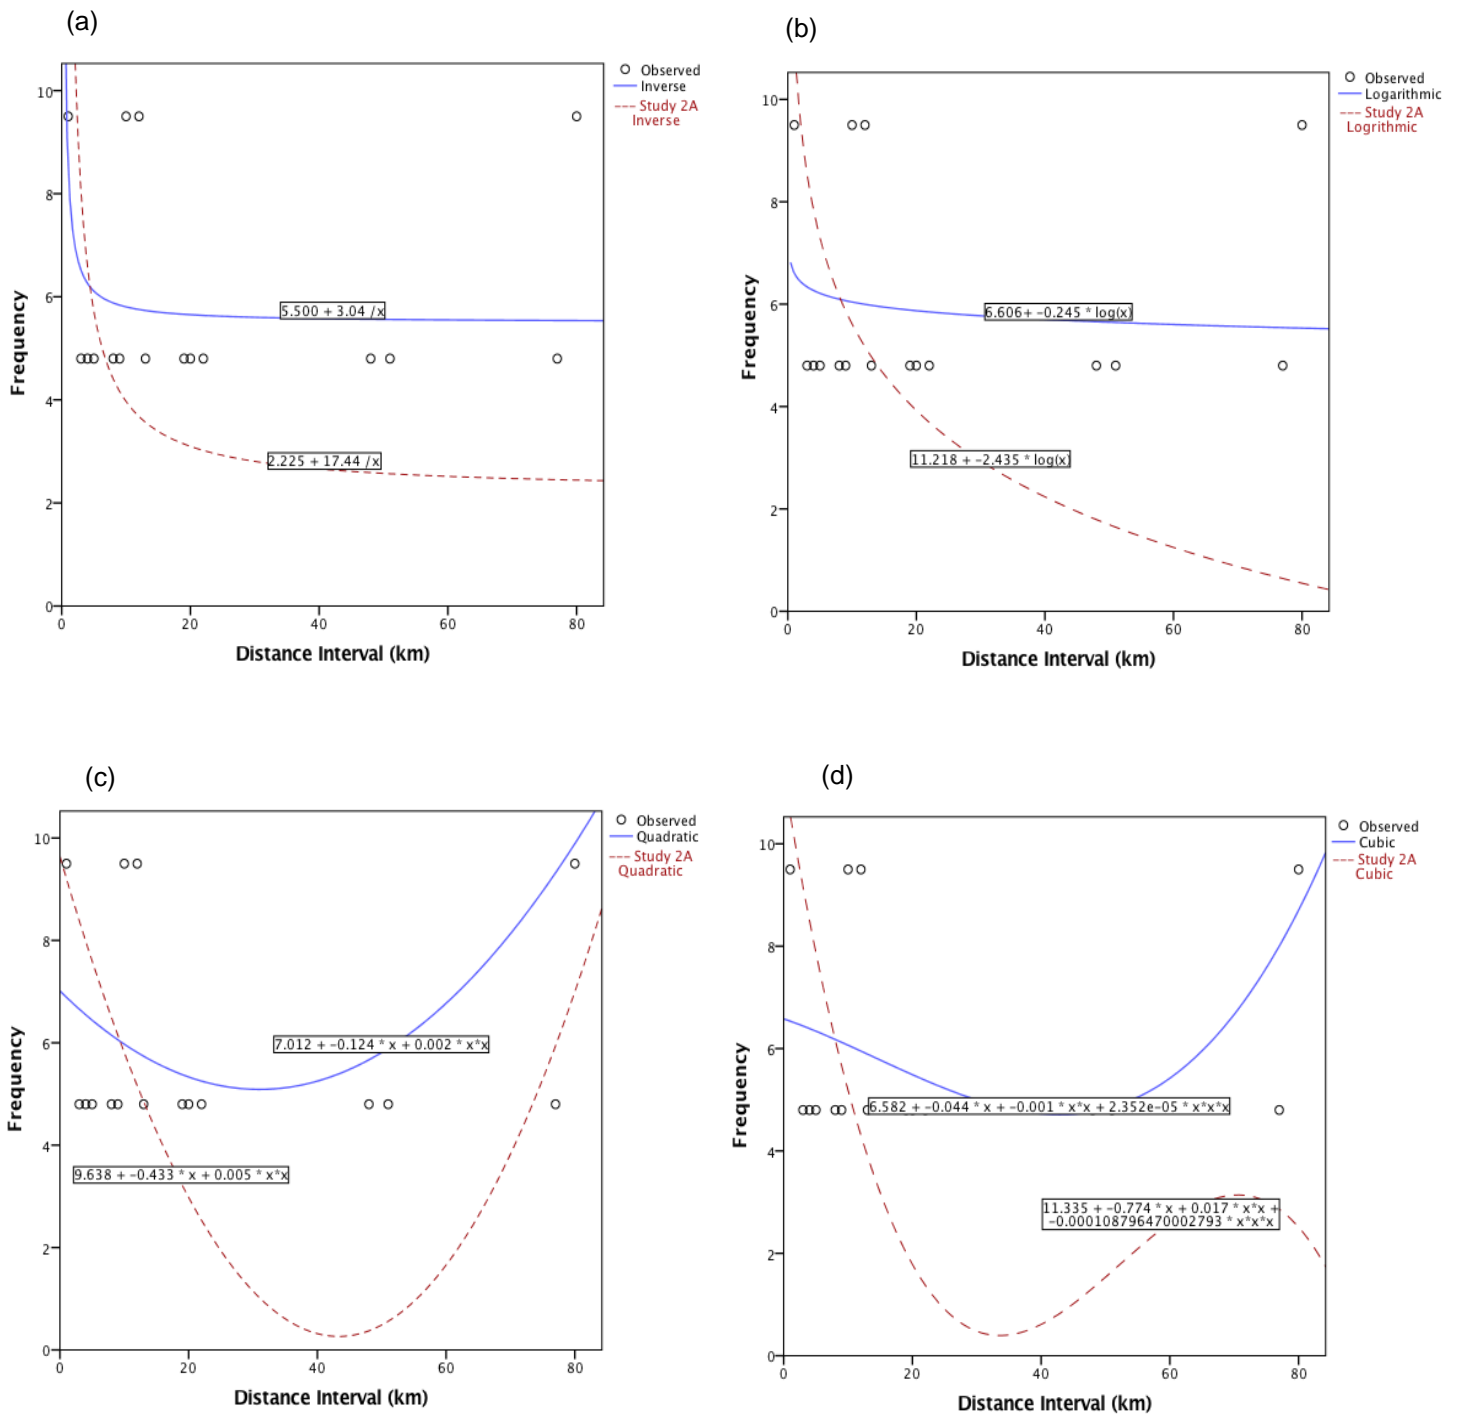 (a)
10
8
6
4
2
0
0 20 40 60 80
Frequency
Distance Interval (km)
Observed
Inverse
Study 2A
Inverse
5.500 + 3.04 /x
2.225 + 17.44 /x
(b)
10
8
6
4
2
0
0 20 40 60 80
Frequency
Distance Interval (km)
Observed
Logarithmic
Study 2A
Logrithmic
6.606+ -0.245 * log(x)
11.218 + -2.435 * log(x)
(c)
10
8
6
4
2
0
0 20 40 60 80
Frequency
Distance Interval (km)
Observed
Quadratic
Study 2A
Quadratic
7.012 + -0.124 * x + 0.002 * x*x
9.638 + -0.433 * x + 0.005 * x*x
(d)
10
8
6
4
2
0
0 20 40 60 80
Frequency
Distance Interval (km)
Observed
Cubic
Study 2A
Cubic
6.582 + -0.044 * x + -0.001 * x*x + 2.352e-05 * x*x*x
11.335 + -0.774 * x + 0.017 * x*x +
-0.000108796470002793 * x*x*x